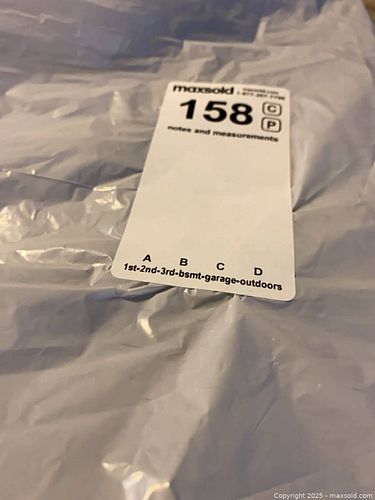 maxsold
158 C
P
notes and measurements
A B C D
1st-2nd-3rd-bsmt-garage-outdoors
Copyright 2025 - maxsold.com